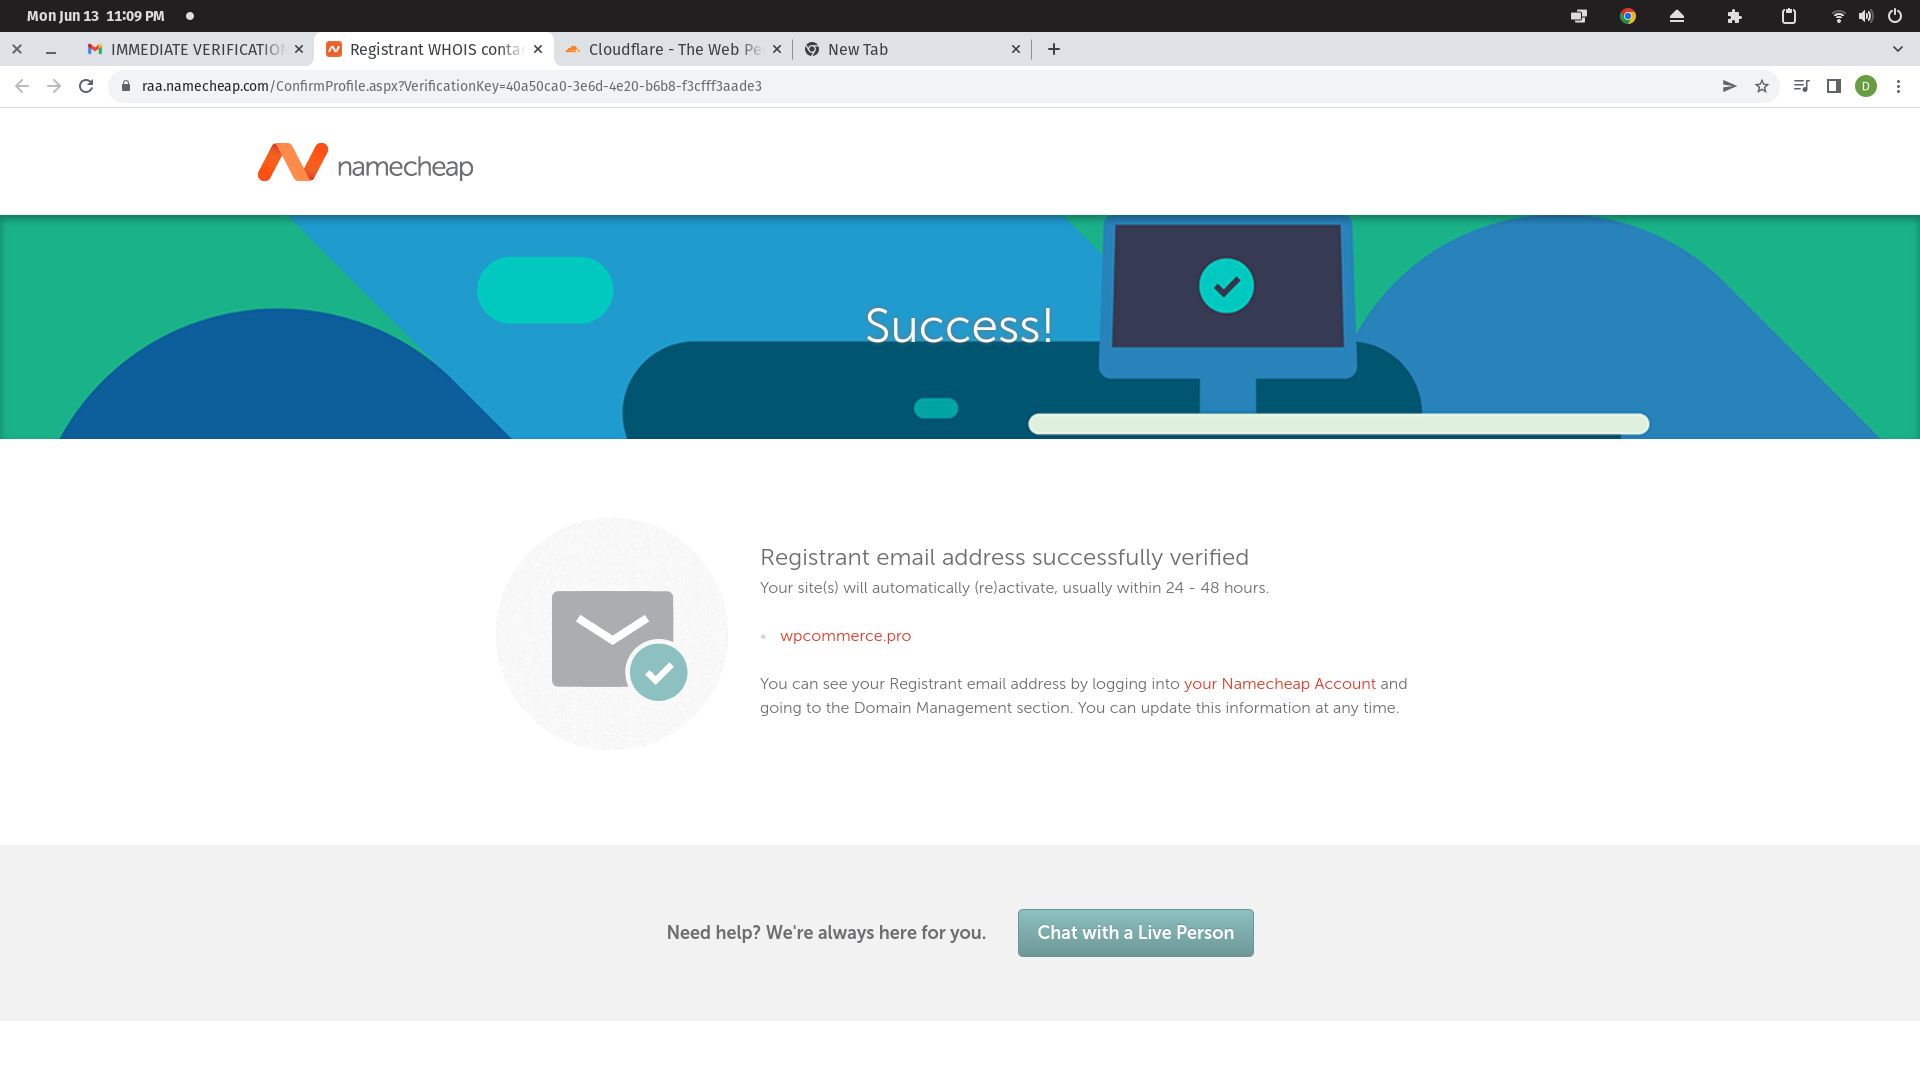 Mon Jun 13 11:09 PM
IMMEDIATE VERIFICATION
Registrant WHOIS conta
Cloudflare - The Web Pe
New Tab
raa.namecheap.com/ConfirmProfile.aspx?VerificationKey=40a50ca0-3e6d-4e20-b6b8-f3cfff3aade3
D
namecheap
Success!
Registrant email address successfully verified
Your site(s) will automatically (re)activate, usually within 24 - 48 hours.
• wpcommerce.pro
You can see your Registrant email address by logging into your Namecheap Account and
going to the Domain Management section. You can update this information at any time.
Need help? We're always here for you.
Chat with a Live Person